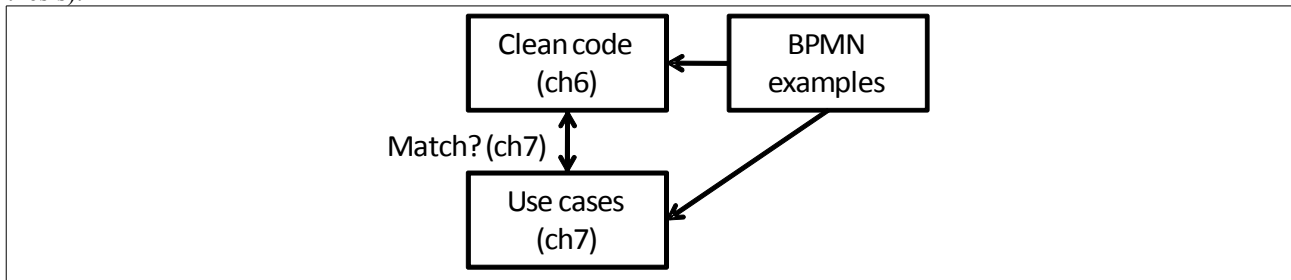 Clean code
(ch6)
BPMN
examples
Match? (ch7)
Use cases
(ch7)